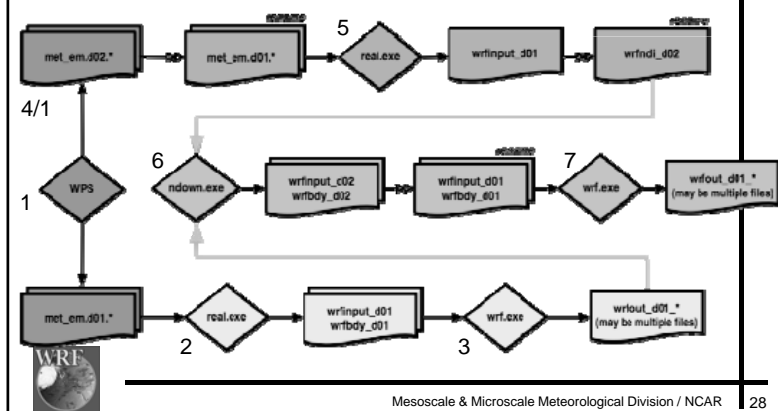 5
met_em.d02.*
met_em.d01.*
real.exe
wrfinput_d01
wrfndi_d02
4/1
6
7
1
WPS
ndown.exe
wrfinput_d02
wrfbdy_d02
wrfinput_d01
wrfbdy_d01
wrf.exe
wrfout_d01_*
(may be multiple files)
met_em.d01.*
real.exe
wrfinput_d01
wrfbdy_d01
wrf.exe
wrfout_d01_*
(may be multiple files)
2
3
WRF
Mesoscale & Microscale Meteorological Division / NCAR
28